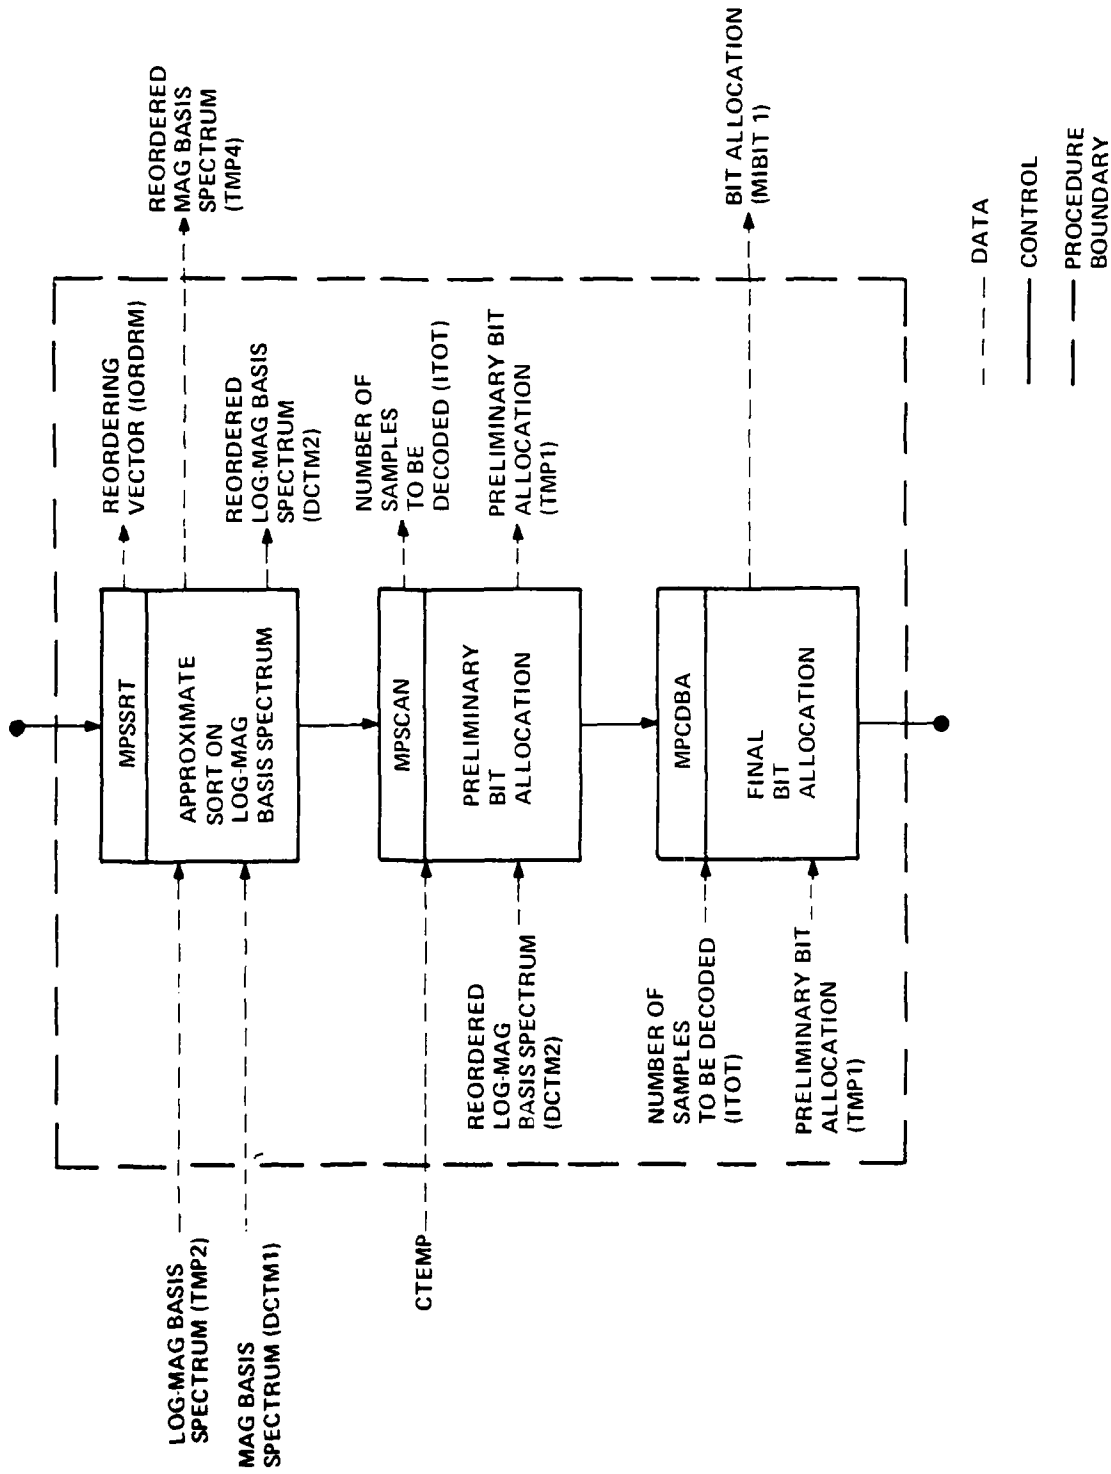 LOG-MAG BASIS
SPECTRUM (TMP2)
MAG BASIS
SPECTRUM (DCTM1)
MPSSRT
APPROXIMATE
SORT ON
LOG-MAG
BASIS SPECTRUM
REORDERING
VECTOR (IORDRM)
REORDERED
MAG BASIS
SPECTRUM
(TMP4)
REORDERED
LOG-MAG BASIS
SPECTRUM
(DCTM2)
CTEMP
REORDERED
LOG-MAG
BASIS SPECTRUM
(DCTM2)
MPSCAN
PRELIMINARY
BIT
ALLOCATION
NUMBER OF
SAMPLES
TO BE
DECODED (ITOT)
PRELIMINARY BIT
ALLOCATION
(TMP1)
NUMBER OF
SAMPLES
TO BE DECODED
(ITOT)
PRELIMINARY BIT
ALLOCATION
(TMP1)
MPCDBA
FINAL
BIT
ALLOCATION
BIT ALLOCATION
(MIBIT 1)
DATA
CONTROL
PROCEDURE
BOUNDARY